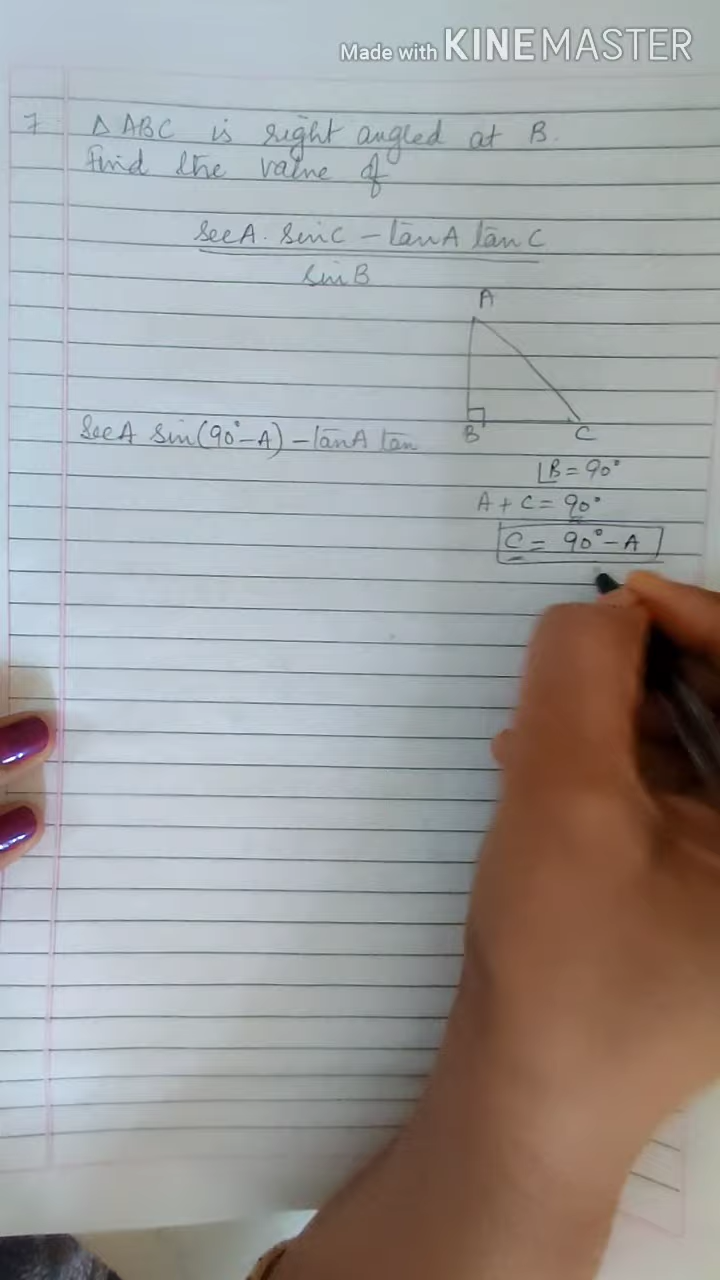 Made with KINEMASTER
7. Δ ABC is right angled at B.
Find the value of
secA. sinC - tanA tanC
sinB
A
B C
secA sin(90°-A) - tanA tan
∠B = 90°
A + C = 90°
C = 90° - A